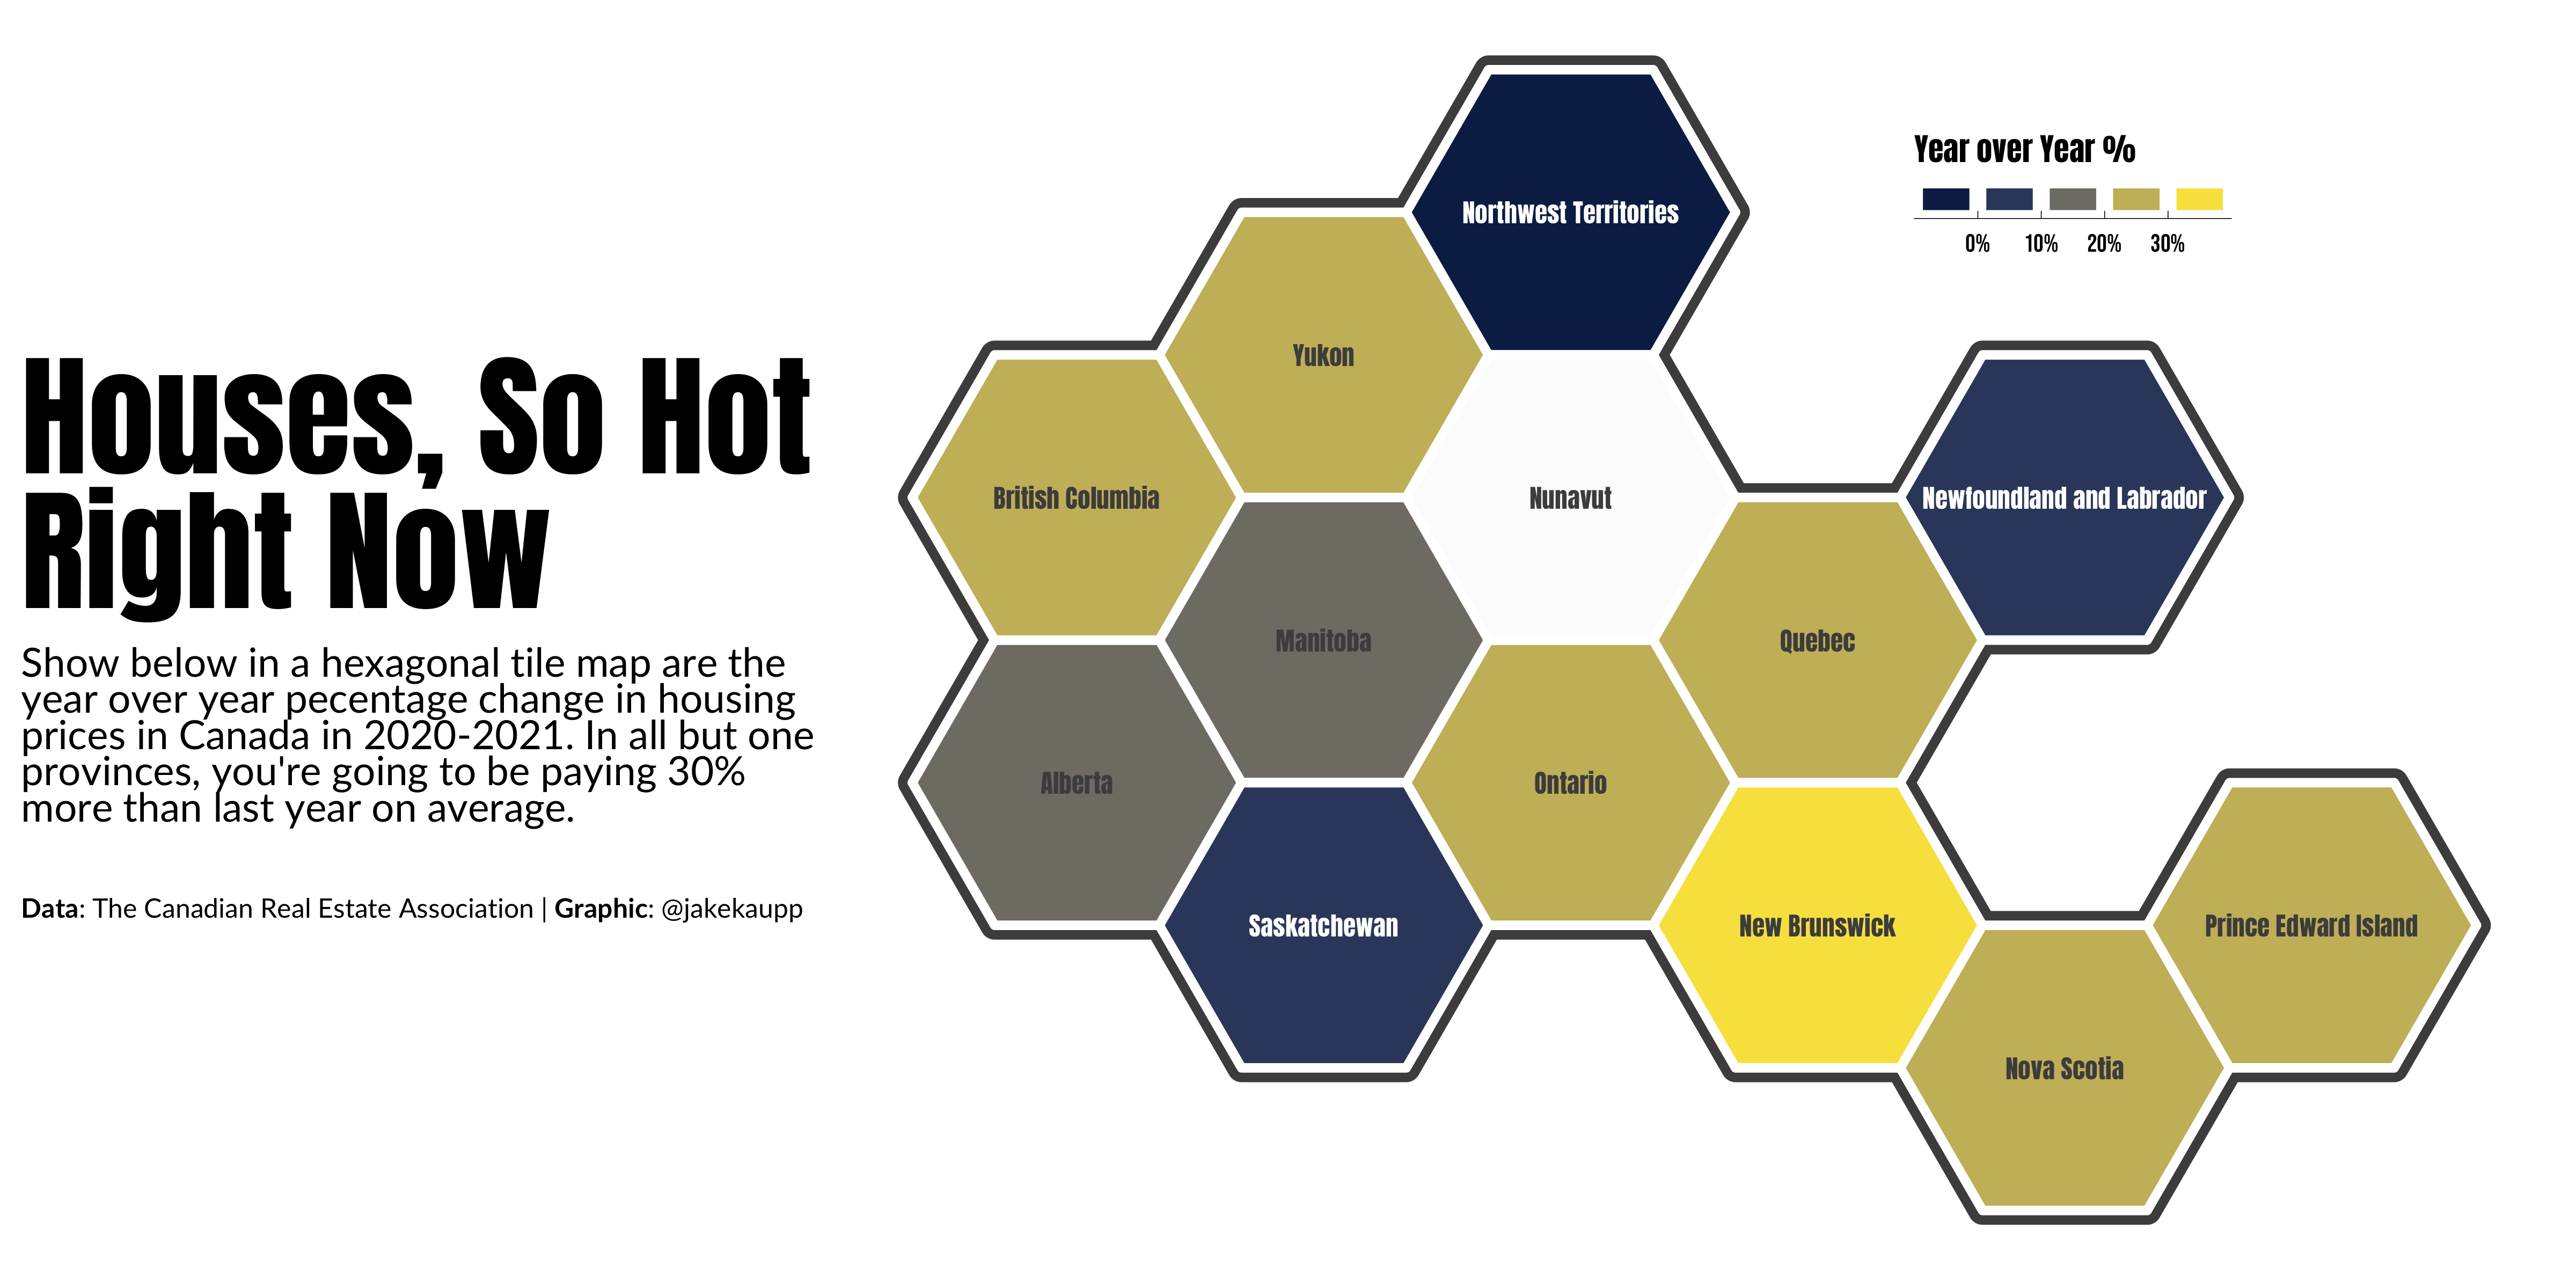 Houses, So Hot
Right Now
Show below in a hexagonal tile map are the
year over year pecentage change in housing
prices in Canada in 2020-2021. In all but one
provinces, you're going to be paying 30%
more than last year on average.
Data: The Canadian Real Estate Association | Graphic: @jakekaupp
Year over Year %
0% 10% 20% 30%
Northwest Territories
Yukon
British Columbia
Nunavut
Newfoundland and Labrador
Manitoba
Quebec
Alberta
Ontario
Saskatchewan
New Brunswick
Prince Edward Island
Nova Scotia